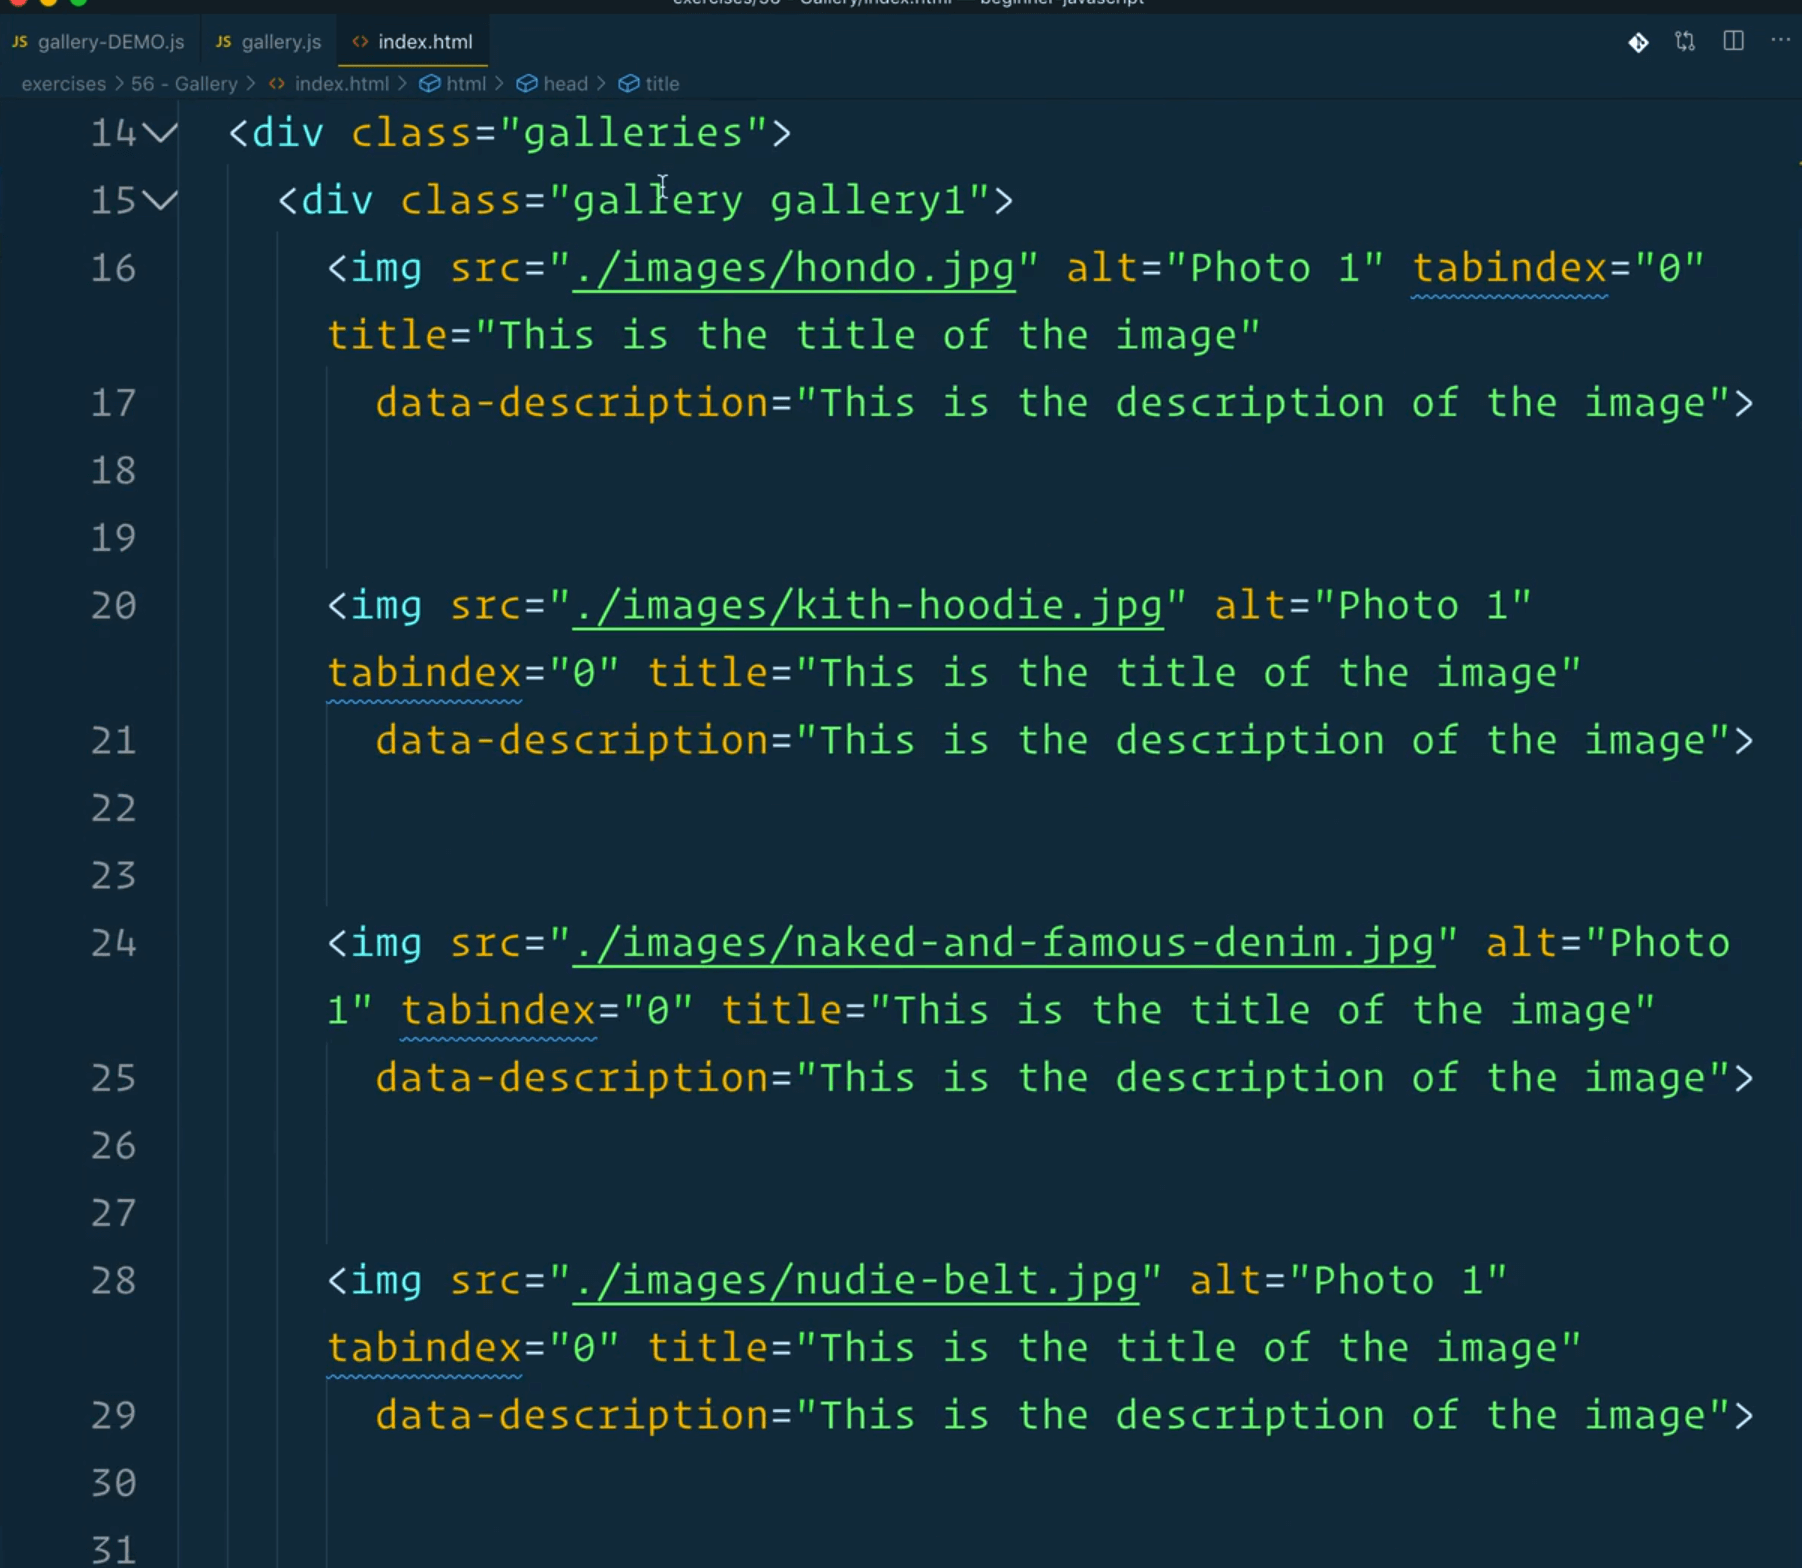 exercises/56 - Gallery/index.html — beginner-javascript
JS gallery-DEMO.js JS gallery.js <> index.html
exercises > 56 - Gallery > <> index.html > html > head > title
14 <div class="galleries">
15 <div class="gallery gallery1">
16 <img src="./images/hondo.jpg" alt="Photo 1" tabindex="0"
title="This is the title of the image"
17 data-description="This is the description of the image">
18
19
20 <img src="./images/kith-hoodie.jpg" alt="Photo 1"
tabindex="0" title="This is the title of the image"
21 data-description="This is the description of the image">
22
23
24 <img src="./images/naked-and-famous-denim.jpg" alt="Photo
1" tabindex="0" title="This is the title of the image"
25 data-description="This is the description of the image">
26
27
28 <img src="./images/nudie-belt.jpg" alt="Photo 1"
tabindex="0" title="This is the title of the image"
29 data-description="This is the description of the image">
30
31